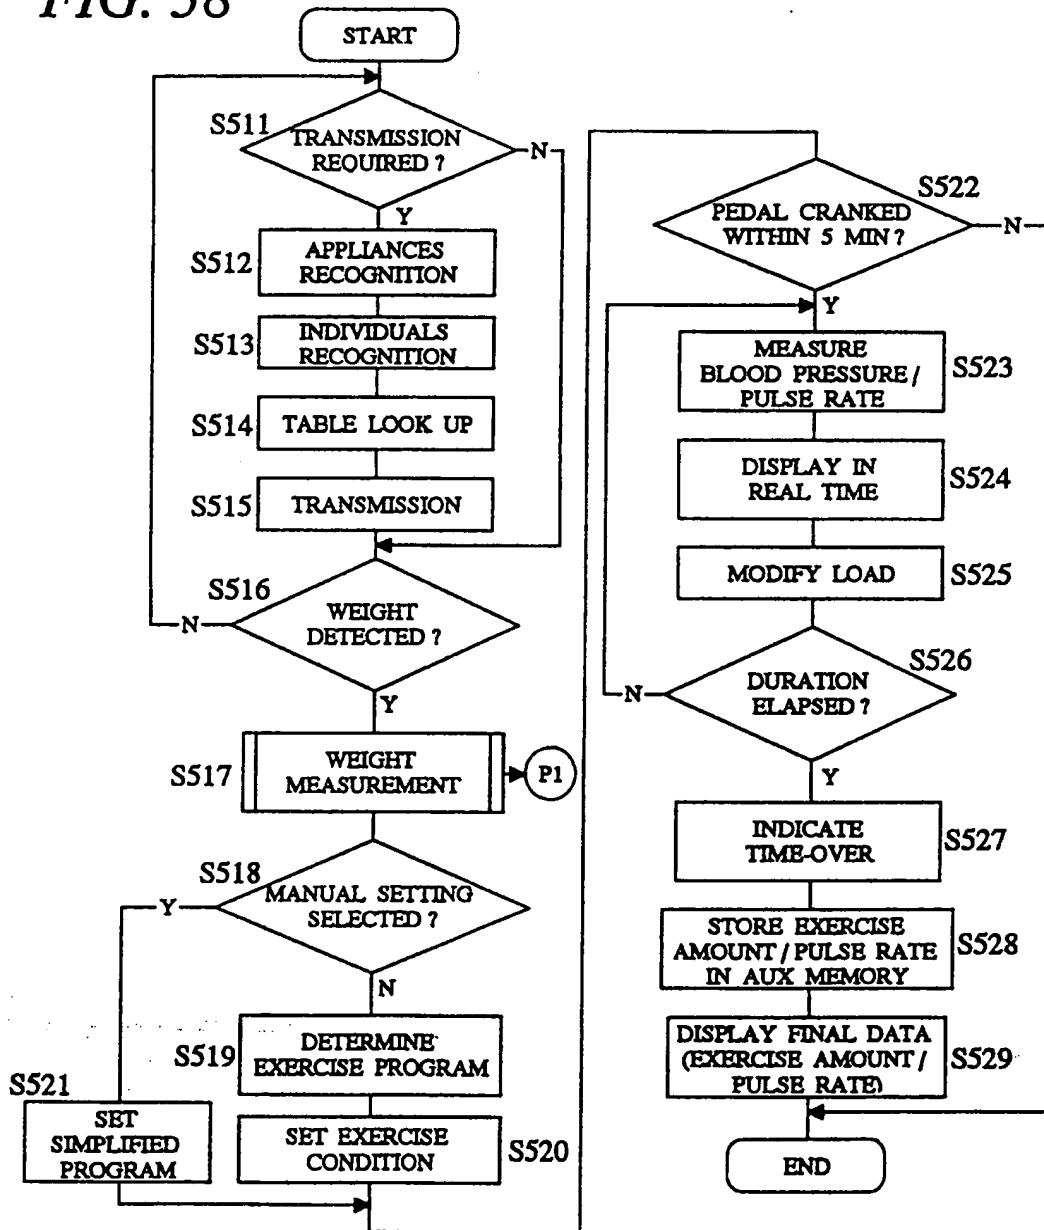 FIG. 58
START
S511
TRANSMISSION
REQUIRED ?
N
Y
S512
APPLIANCES
RECOGNITION
S513
INDIVIDUALS
RECOGNITION
S514
TABLE LOOK UP
S515
TRANSMISSION
S516
WEIGHT
DETECTED ?
N
Y
S517
WEIGHT
MEASUREMENT
P1
S518
MANUAL SETTING
SELECTED ?
Y
N
S519
DETERMINE
EXERCISE PROGRAM
S521
SET
SIMPLIFIED
PROGRAM
SET EXERCISE
CONDITION
S520
S522
PEDAL CRANKED
WITHIN 5 MIN ?
N
Y
MEASURE
BLOOD PRESSURE /
PULSE RATE
S523
DISPLAY IN
REAL TIME
S524
MODIFY LOAD
S525
S526
DURATION
ELAPSED ?
N
Y
INDICATE
TIME-OVER
S527
STORE EXERCISE
AMOUNT / PULSE RATE
IN AUX MEMORY
S528
DISPLAY FINAL DATA
(EXERCISE AMOUNT /
PULSE RATE)
S529
END